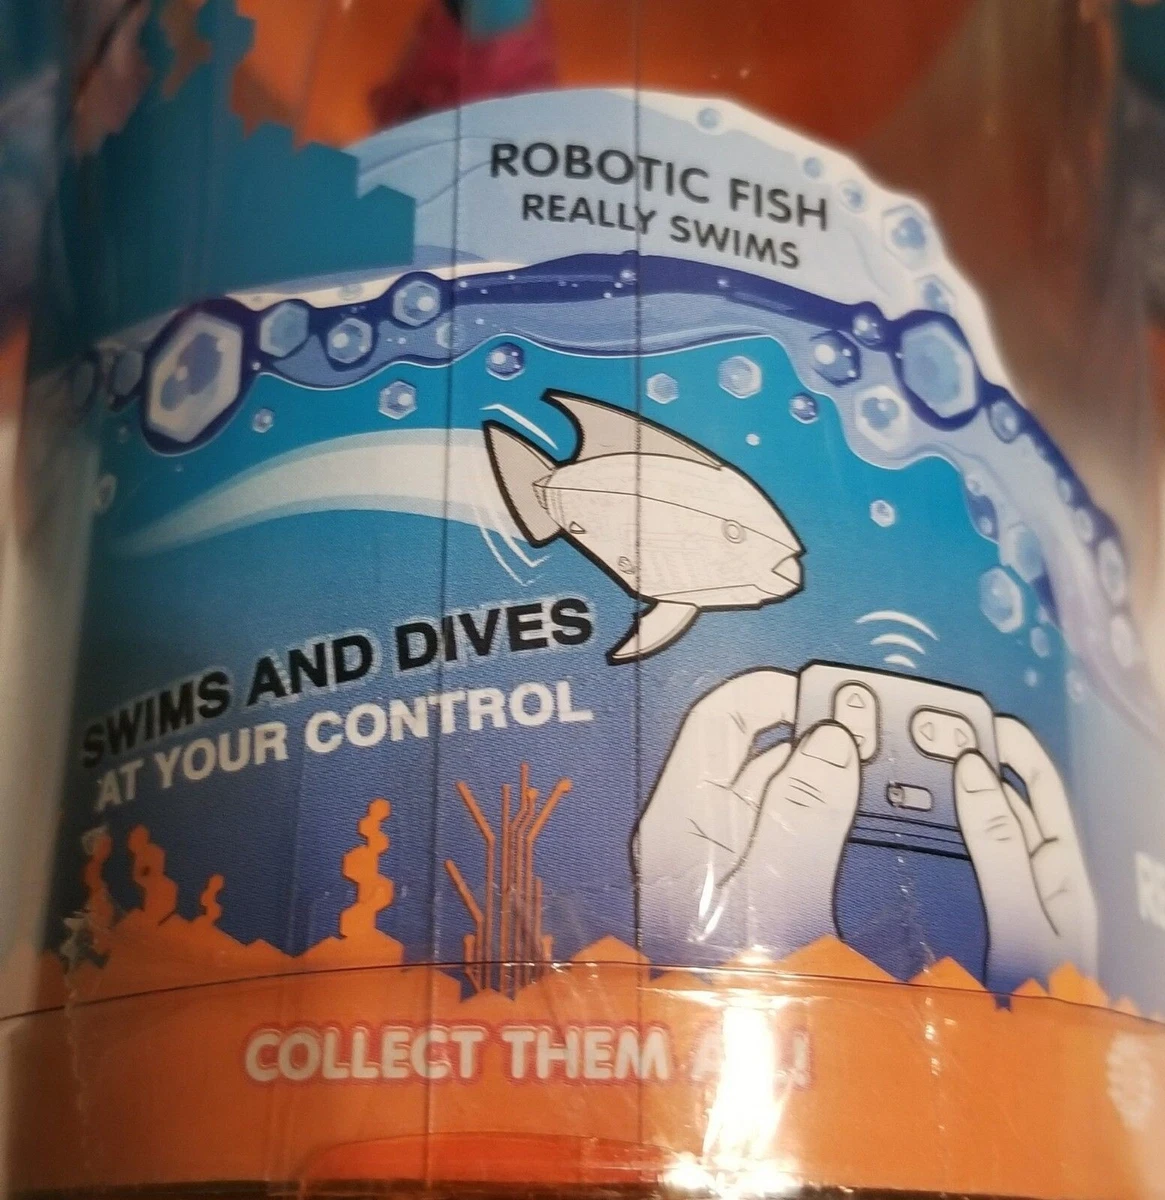 ROBOTIC FISH
REALLY SWIMS
SWIMS AND DIVES
AT YOUR CONTROL
COLLECT THEM